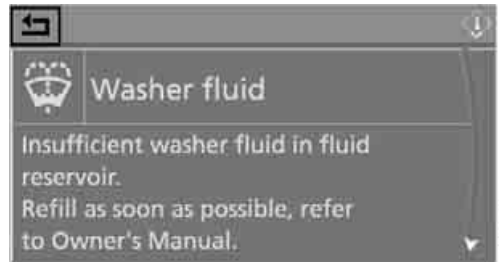 Washer fluid
Insufficient washer fluid in fluid
reservoir.
Refill as soon as possible, refer
to Owner's Manual.